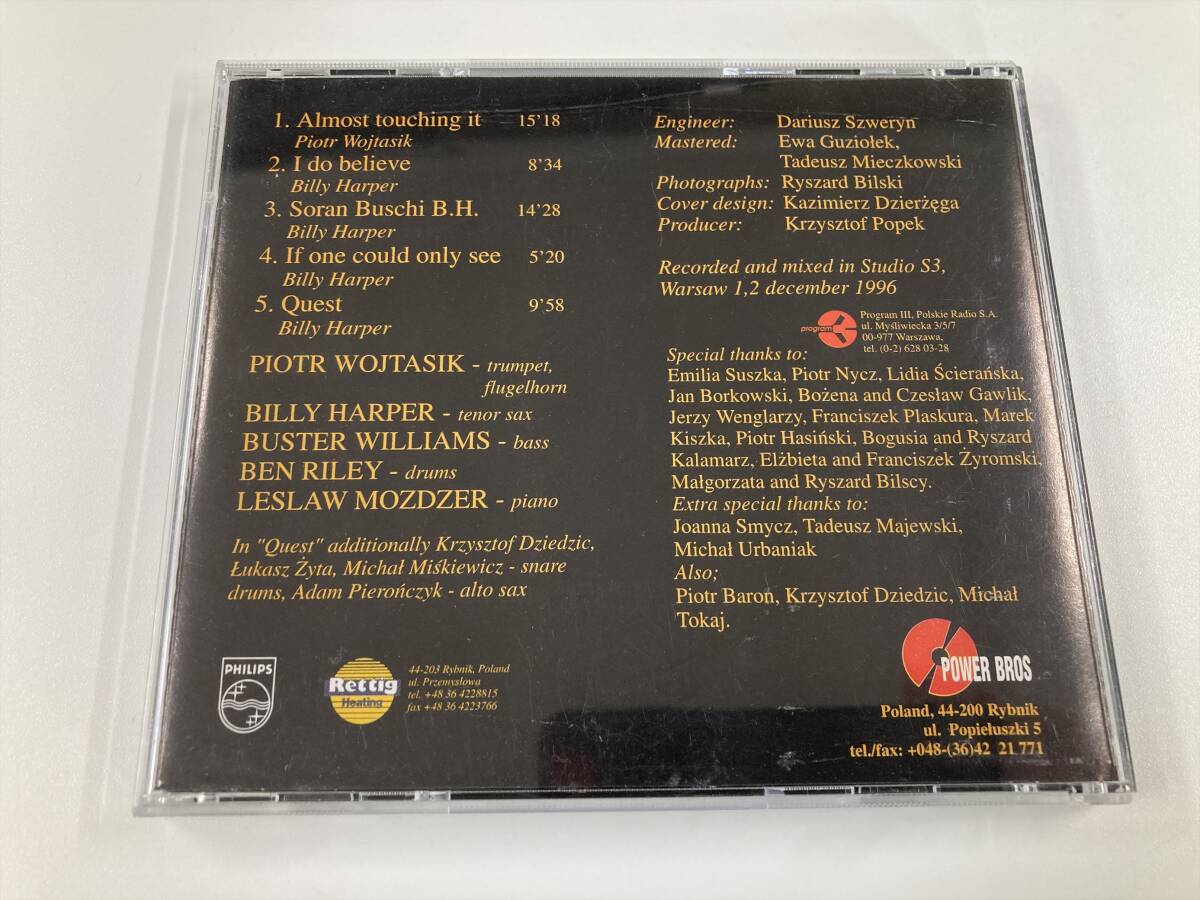 1. Almost touching it 15'18
Piotr Wojtasik
2. I do believe 8'34
Billy Harper
3. Soran Buschi B.H. 14'28
Billy Harper
4. If one could only see 5'20
Billy Harper
5. Quest 9'58
Billy Harper
PIOTR WOJTASIK - trumpet,
flugelhorn
BILLY HARPER - tenor sax
BUSTER WILLIAMS - bass
BEN RILEY - drums
LESLAW MOZDZER - piano
In "Quest" additionally Krzysztof Dziedzic,
Łukasz Żyta, Michał Miśkiewicz - snare
drums, Adam Pierończyk - alto sax
PHILIPS
Rettig
Heating
44-203 Rybnik, Poland
ul. Przemysłowa
tel. +48 36 4228815
fax +48 36 4223766
Engineer: Dariusz Szweryn
Mastered: Ewa Guziołek,
Tadeusz Mieczkowski
Photographs: Ryszard Bilski
Cover design: Kazimierz Dzierżęga
Producer: Krzysztof Popek
Recorded and mixed in Studio S3,
Warsaw 1,2 december 1996
program
Program III, Polskie Radio S.A.
ul. Myśliwiecka 3/5/7
00-977 Warszawa,
tel. (0-2) 628 03-28
Special thanks to:
Emilia Suszka, Piotr Nycz, Lidia Ścierańska,
Jan Borkowski, Bożena and Czesław Gawlik,
Jerzy Wenglarzy, Franciszek Plaskura, Marek
Kiszka, Piotr Hasiński, Bogusia and Ryszard
Kalamarz, Elżbieta and Franciszek Żyromski,
Małgorzata and Ryszard Bilscy.
Extra special thanks to:
Joanna Smycz, Tadeusz Majewski,
Michał Urbaniak
Also;
Piotr Baron, Krzysztof Dziedzic, Michał
Tokaj.
POWER BROS
Poland, 44-200 Rybnik
ul. Popiełuszki 5
tel./fax: +048-(36)42 21 771